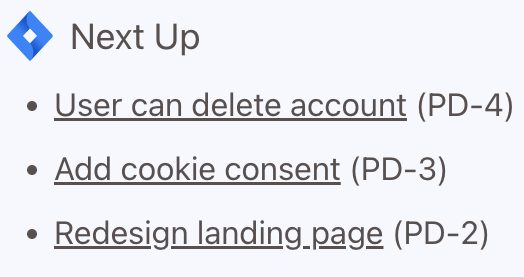 Next Up
• User can delete account (PD-4)
• Add cookie consent (PD-3)
• Redesign landing page (PD-2)